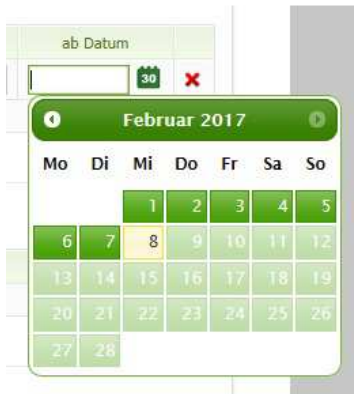 ab Datum
30
Februar 2017
Mo Di Mi Do Fr Sa So
1 2 3 4 5
6 7 8 9 10 11 12
13 14 15 16 17 18 19
20 21 22 23 24 25 26
27 28